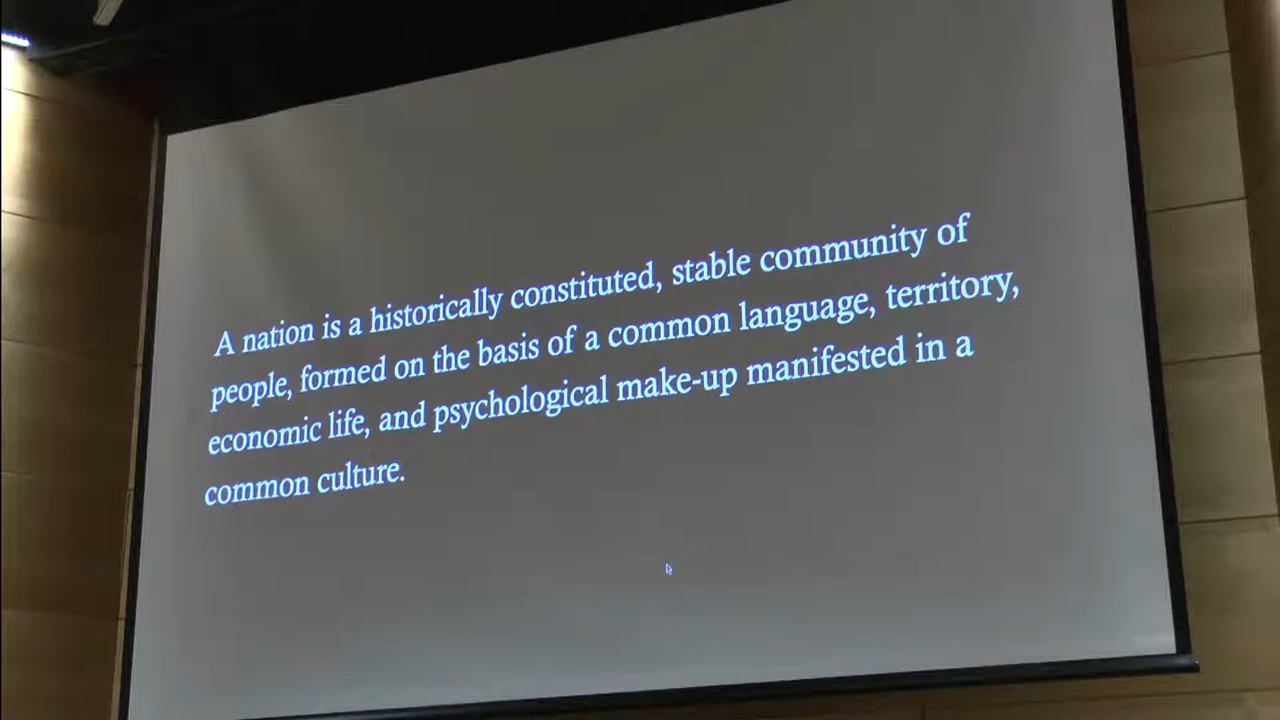 A nation is a historically constituted, stable community of
people, formed on the basis of a common language, territory,
economic life, and psychological make-up manifested in a
common culture.